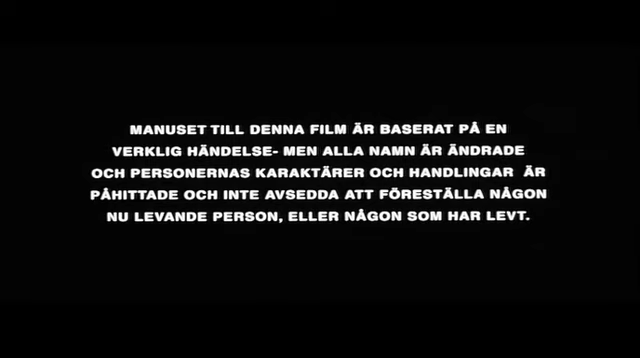 MANUSET TILL DENNA FILM ÄR BASERAT PÅ EN
VERKLIG HÄNDELSE- MEN ALLA NAMN ÄR ÄNDRADE
OCH PERSONERNAS KARAKTÄRER OCH HANDLINGAR ÄR
PÅHITTADE OCH INTE AVSEDDA ATT FÖRESTÄLLA NÅGON
NU LEVANDE PERSON, ELLER NÅGON SOM HAR LEVT.